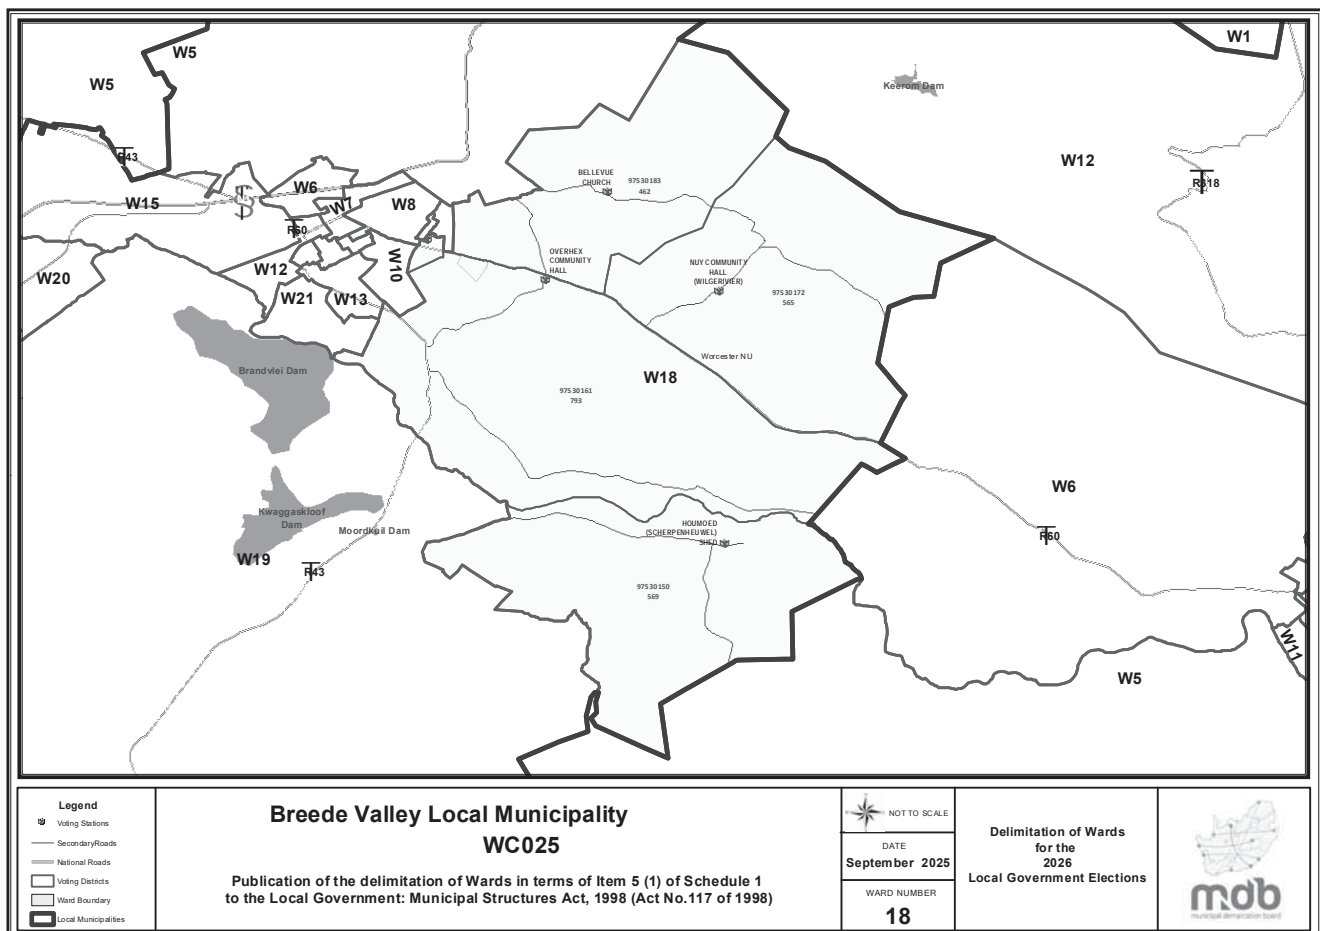 W1
W5
W5
Keerom Dam
R43
W12
R318
BELLEVUE
CHURCH
97530183
462
W6
W15
W7
W8
R60
W20
W12
W10
OVERHEX
COMMUNITY
HALL
NUY COMMUNITY
HALL
(WILGERIVIER)
97530172
565
W21
W13
Brandvlei Dam
Worcester NU
W18
97530161
793
W6
Kwaggaskloof
Dam
Moordkuil Dam
HOUMOED
(SCHERPENHEUWEL)
SHED
R60
W19
R43
97530150
569
W11
W5
Legend
Voting Stations
SecondaryRoads
National Roads
Voting Districts
Ward Boundary
Local Municipalities
Breede Valley Local Municipality
WC025
Publication of the delimitation of Wards in terms of Item 5 (1) of Schedule 1
to the Local Government: Municipal Structures Act, 1998 (Act No.117 of 1998)
NOT TO SCALE
DATE
September 2025
WARD NUMBER
18
Delimitation of Wards
for the
2026
Local Government Elections
mdb
municipal demarcation board